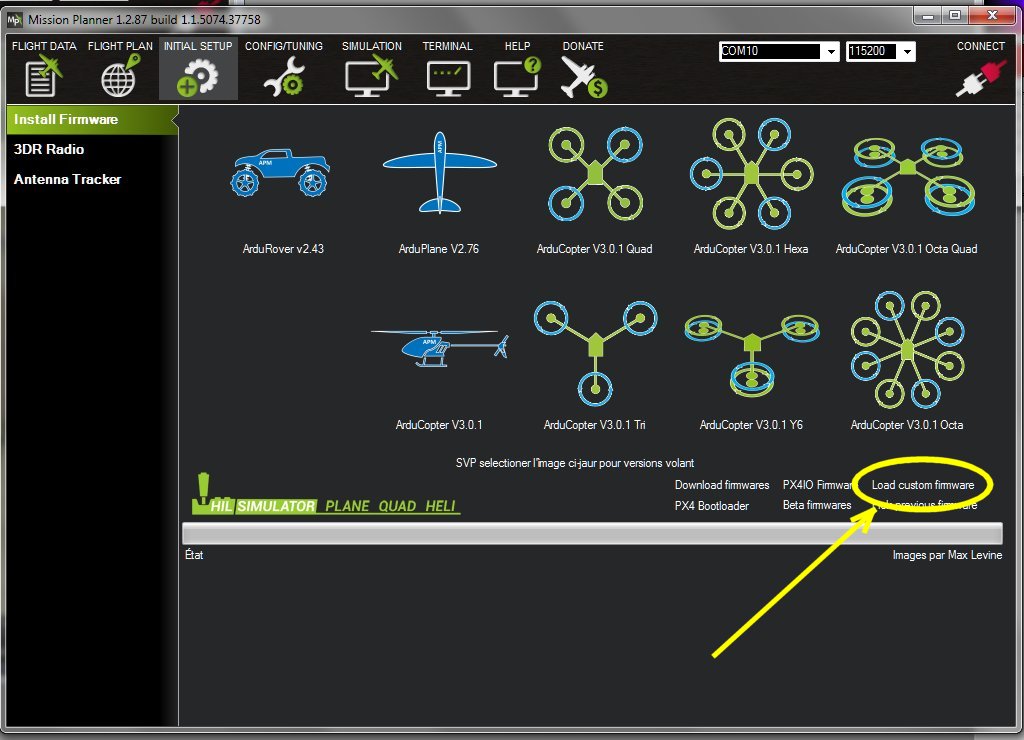 Mission Planner 1.2.87 build 1.1.5074.37758
FLIGHT DATA FLIGHT PLAN INITIAL SETUP CONFIG/TUNING SIMULATION TERMINAL HELP DONATE COM10 115200 CONNECT
Install Firmware
3DR Radio
Antenna Tracker
APM
ArduRover v2.43 ArduPlane V2.76 ArduCopter V3.0.1 Quad ArduCopter V3.0.1 Hexa ArduCopter V3.0.1 Octa Quad
APM
ArduCopter V3.0.1 ArduCopter V3.0.1 Tri ArduCopter V3.0.1 Y6 ArduCopter V3.0.1 Octa
SVP selectioner l'image ci-jaur pour versions volant
Download firmwares PX4IO Firmware Load custom firmware
HIL SIMULATOR PLANE QUAD HELI
PX4 Bootloader Beta firmwares previous firmware
État Images par Max Levine